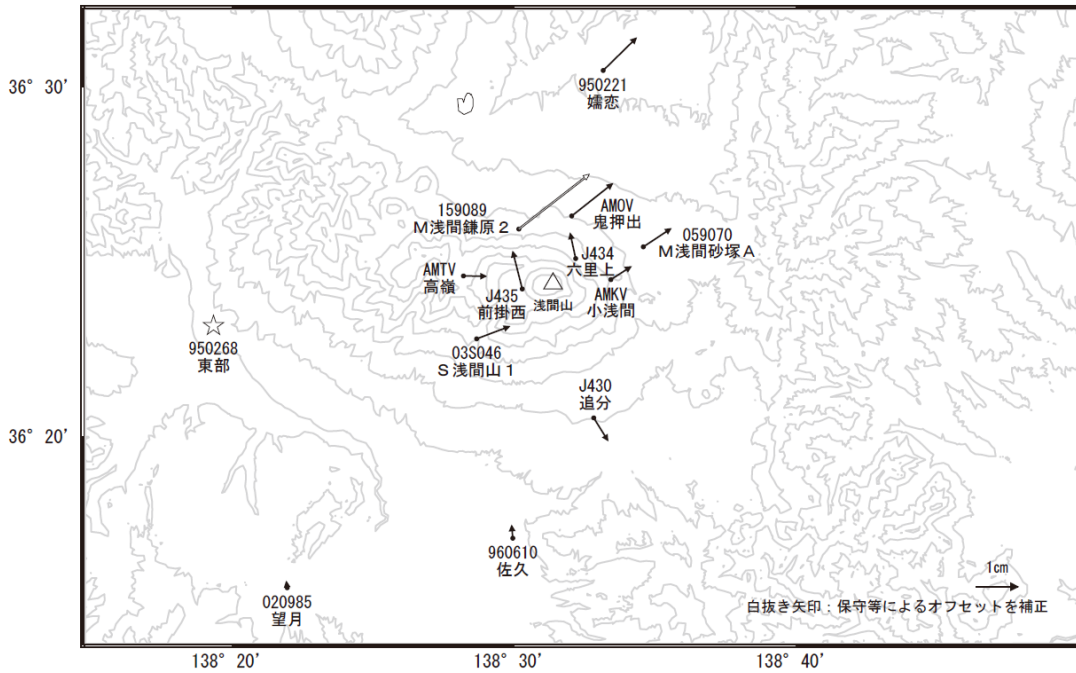 36° 30′
950221
嬬恋
159089
M浅間鎌原2
AMOV
鬼押出
059070
M浅間砂塚A
J434
六里上
AMTV
高嶺
J435
前掛西
浅間山
AMKV
小浅間
950268
東部
03S046
S浅間山1
J430
追分
36° 20′
960610
佐久
020985
望月
1cm
白抜き矢印:保守等によるオフセットを補正
138° 20′
138° 30′
138° 40′